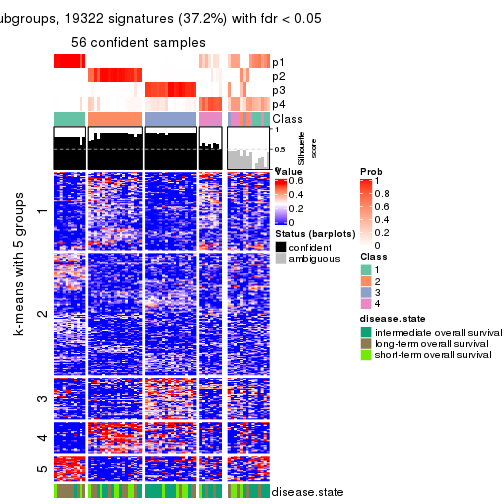 ubgroups, 19322 signatures (37.2%) with fdr < 0.05
56 confident samples
p1
p2
p3
p4
Class
1
0.5
0
Silhouette
score
k-means with 5 groups
1
2
3
4
5
disease.state
Value
0.6
0.4
0.2
0
Status (barplots)
confident
ambiguous
Prob
1
0.8
0.6
0.4
0.2
0
Class
1
2
3
4
disease.state
intermediate overall survival
long-term overall survival
short-term overall survival